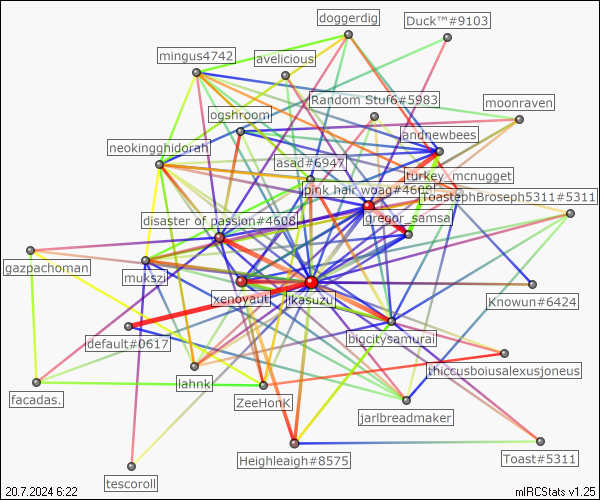 doggerdig
Duck™#9103
mingus4742
avelicious
Random Stuf6#5983
moonraven
ogshroom
andnewbees
neokingghidorah
asad#6947
turkey_mcnugget
pink hair woag#4608
ToastephBroseph5311#5311
disaster of passion#4608
gregor_samsa
gazpachoman
mukszi
xenoyaut
ikasuzu
Knowun#6424
default#0617
bigcitysamurai
thiccusboiusalexusjoneus
lahnk
facadas.
ZeeHonK
jarlbreadmaker
Heighleaigh#8575
Toast#5311
tescoroll
20.7.2024 6:22
mIRCStats v1.25